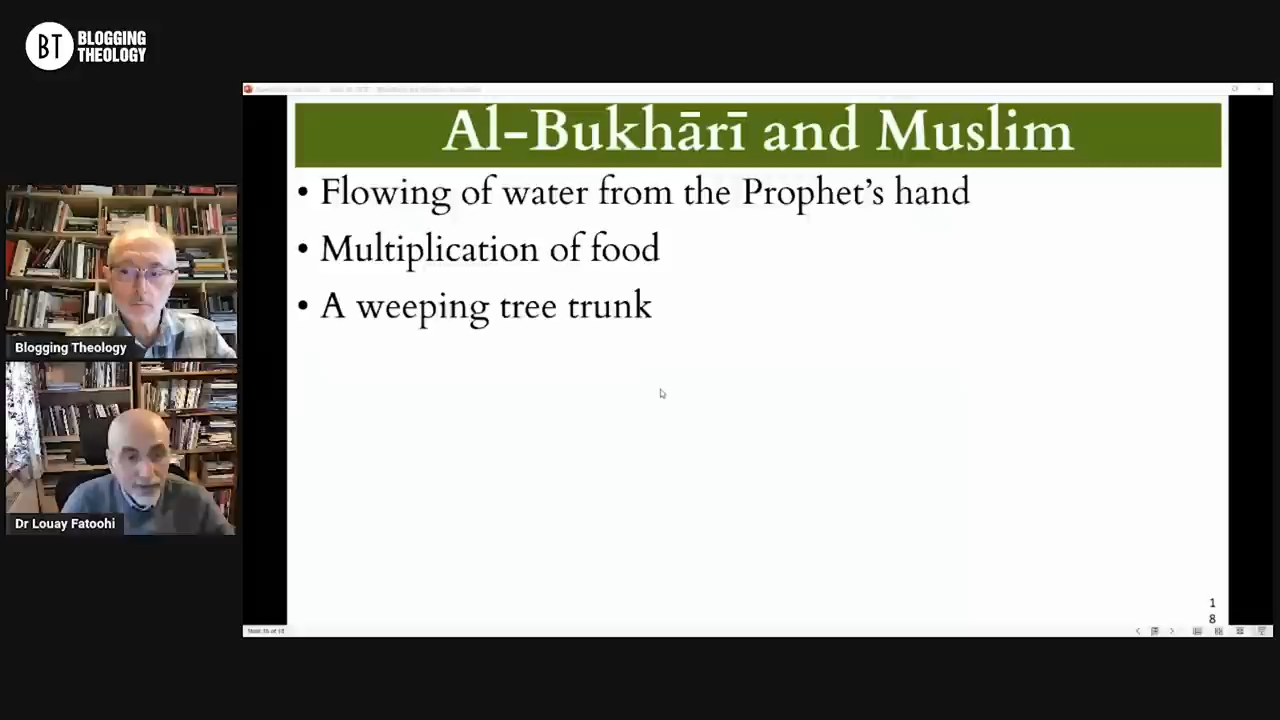 BT
BLOGGING
THEOLOGY
Al-Bukhārī and Muslim
• Flowing of water from the Prophet’s hand
• Multiplication of food
• A weeping tree trunk
Blogging Theology
Dr Louay Fatoohi
1
8